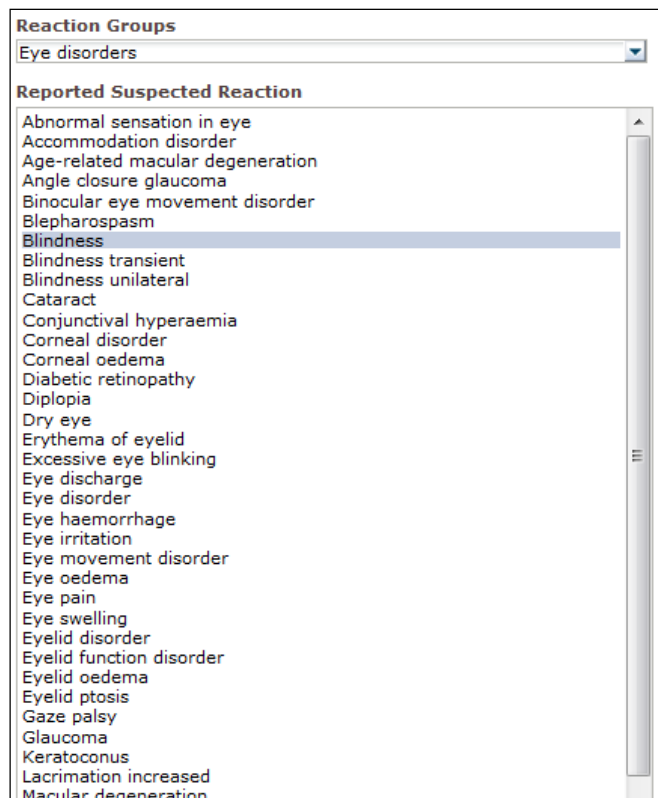 Reaction Groups
Eye disorders
Reported Suspected Reaction
Abnormal sensation in eye
Accommodation disorder
Age-related macular degeneration
Angle closure glaucoma
Binocular eye movement disorder
Blepharospasm
Blindness
Blindness transient
Blindness unilateral
Cataract
Conjunctival hyperaemia
Corneal disorder
Corneal oedema
Diabetic retinopathy
Diplopia
Dry eye
Erythema of eyelid
Excessive eye blinking
Eye discharge
Eye disorder
Eye haemorrhage
Eye irritation
Eye movement disorder
Eye oedema
Eye pain
Eye swelling
Eyelid disorder
Eyelid function disorder
Eyelid oedema
Eyelid ptosis
Gaze palsy
Glaucoma
Keratoconus
Lacrimation increased
Macular degeneration